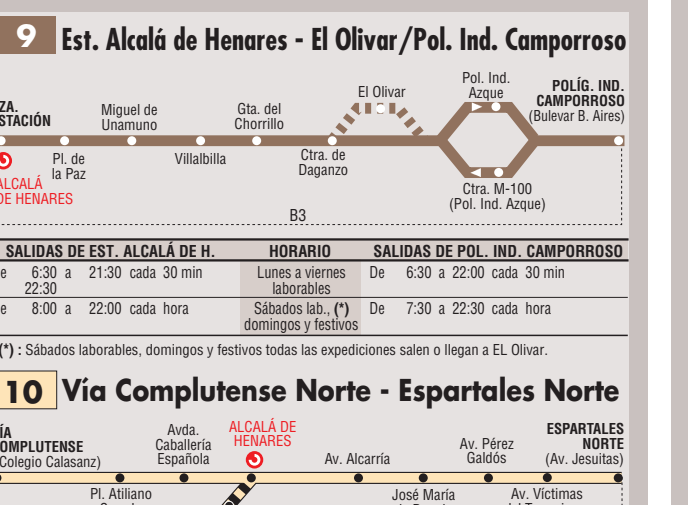 9 Est. Alcalá de Henares - El Olivar/Pol. Ind. Camporroso
Pol. Ind.
Azque
El Olivar
POLÍG. IND.
CAMPORROSO
(Bulevar B. Aires)
ZA.
STACIÓN
Miguel de
Unamuno
Gta. del
Chorrillo
Pl. de
la Paz
Villalbilla
Ctra. de
Daganzo
ALCALÁ
DE HENARES
Ctra. M-100
(Pol. Ind. Azque)
B3
SALIDAS DE EST. ALCALÁ DE H. HORARIO SALIDAS DE POL. IND. CAMPORROSO
e 6:30 a 21:30 cada 30 min Lunes a viernes De 6:30 a 22:00 cada 30 min
22:30 laborables
e 8:00 a 22:00 cada hora Sábados lab., (*) De 7:30 a 22:30 cada hora
domingos y festivos
(*) : Sábados laborables, domingos y festivos todas las expediciones salen o llegan a EL Olivar.
10 Vía Complutense Norte - Espartales Norte
ÍA
OMPLUTENSE
Colegio Calasanz)
Avda.
Caballería
Española
ALCALÁ DE
HENARES
Av. Alcarría
Av. Pérez
Galdós
ESPARTALES
NORTE
(Av. Jesuitas)
Pl. Atiliano
José María
Av. Víctimas